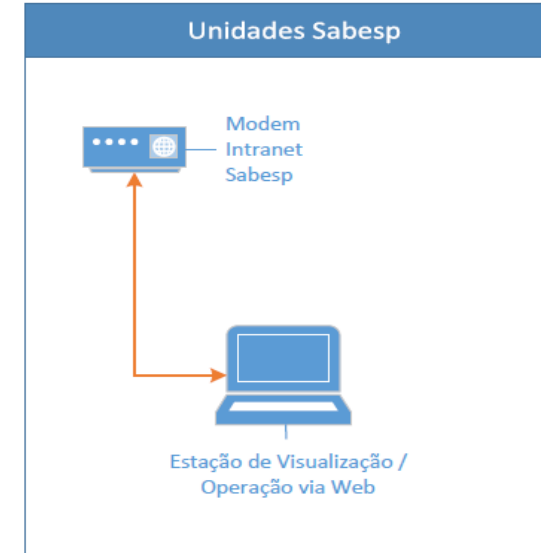 Unidades Sabesp
Modem
Intranet
Sabesp
Estação de Visualização /
Operação via Web